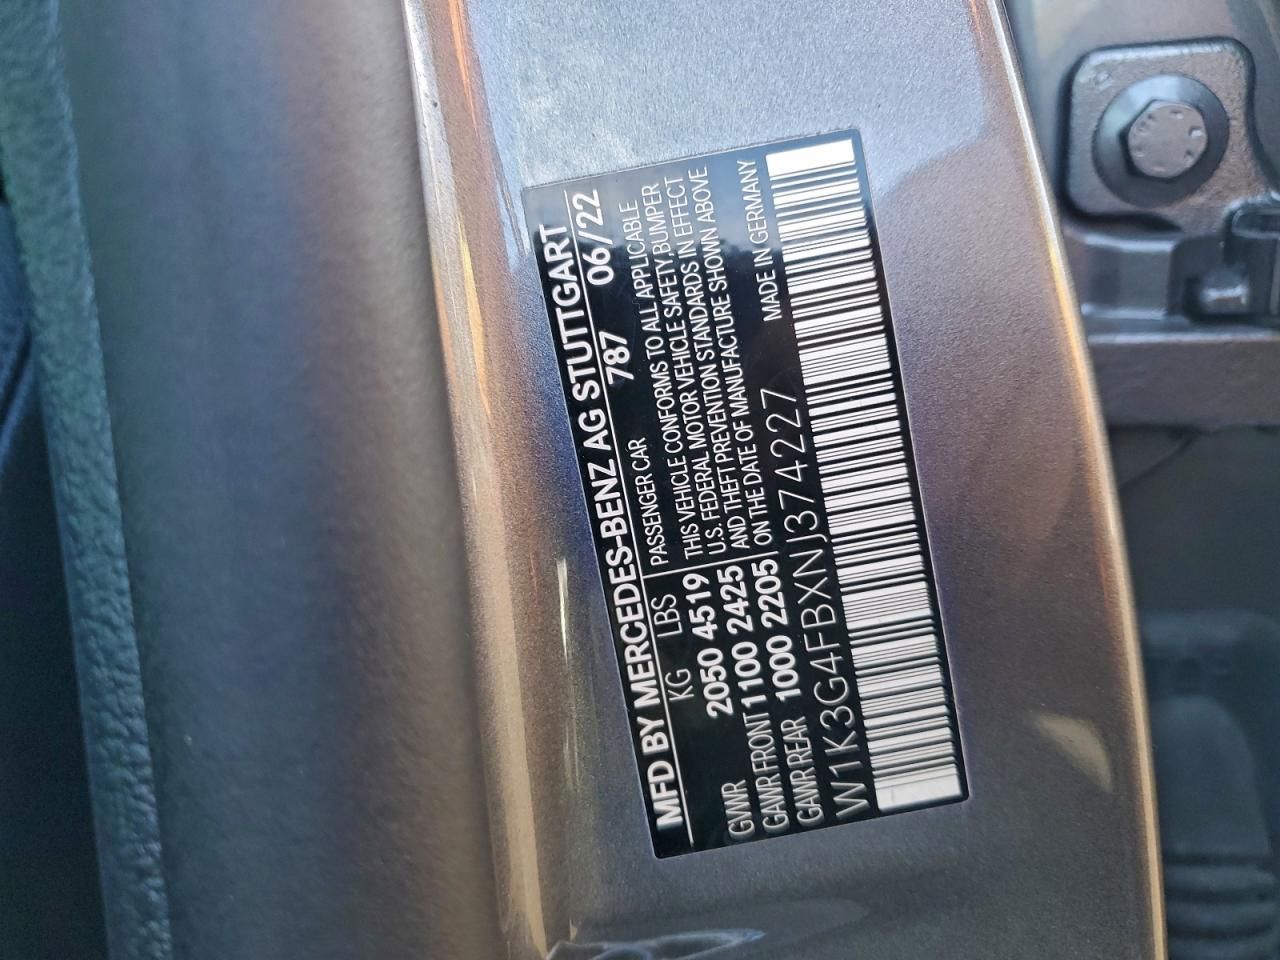 MFD BY MERCEDES-BENZ AG STUTTGART
787 06/22
KG LBS PASSENGER CAR
GVWR 2050 4519
GAWR FRONT 1100 2425
GAWR REAR 1000 2205
THIS VEHICLE CONFORMS TO ALL APPLICABLE
U.S. FEDERAL MOTOR VEHICLE SAFETY,BUMPER
AND THEFT PREVENTION STANDARDS IN EFFECT
ON THE DATE OF MANUFACTURE SHOWN ABOVE
MADE IN GERMANY
W1K3G4FBXNJ374227